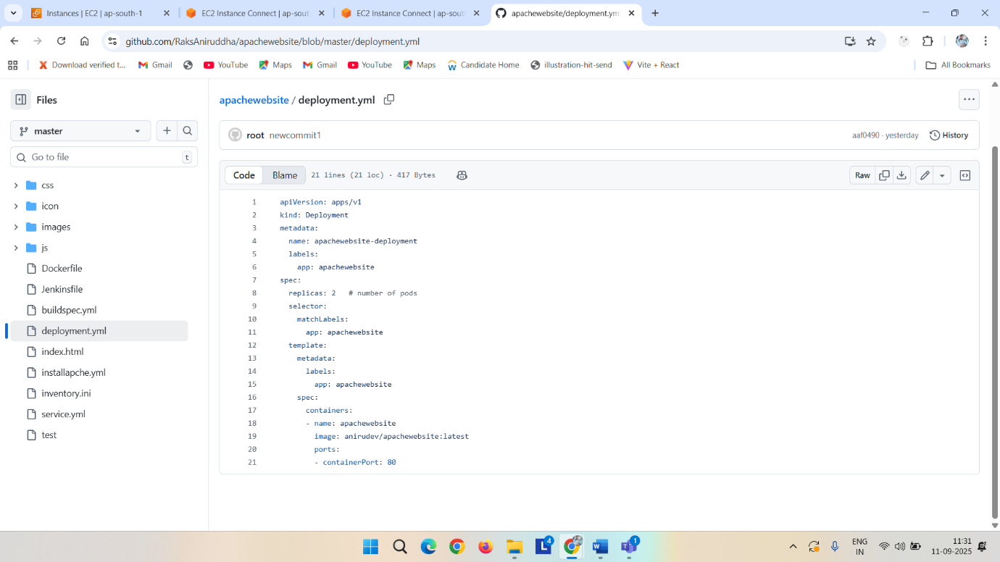 Instances | EC2 | ap-south-1
EC2 Instance Connect | ap-sout
EC2 Instance Connect | ap-sout
apachewebsite/deployment.ym
github.com/RaksAniruddha/apachewebsite/blob/master/deployment.yml
Download verified t...
Gmail
YouTube
Maps
Gmail
YouTube
Maps
Candidate Home
illustration-hit-send
Vite + React
All Bookmarks
Files
master
Go to file
t
css
icon
images
js
Dockerfile
Jenkinsfile
buildspec.yml
deployment.yml
index.html
installapche.yml
inventory.ini
service.yml
test
apachewebsite / deployment.yml
root newcommit1
aaf0490 · yesterday
History
Code
Blame
21 lines (21 loc) · 417 Bytes
Raw
1 apiVersion: apps/v1
2 kind: Deployment
3 metadata:
4   name: apachewebsite-deployment
5   labels:
6     app: apachewebsite
7 spec:
8   replicas: 2   # number of pods
9   selector:
10     matchLabels:
11       app: apachewebsite
12   template:
13     metadata:
14       labels:
15         app: apachewebsite
16     spec:
17       containers:
18       - name: apachewebsite
19         image: anirudev/apachewebsite:latest
20         ports:
21         - containerPort: 80
L
4
W
1
ENG
IN
11:31
11-09-2025